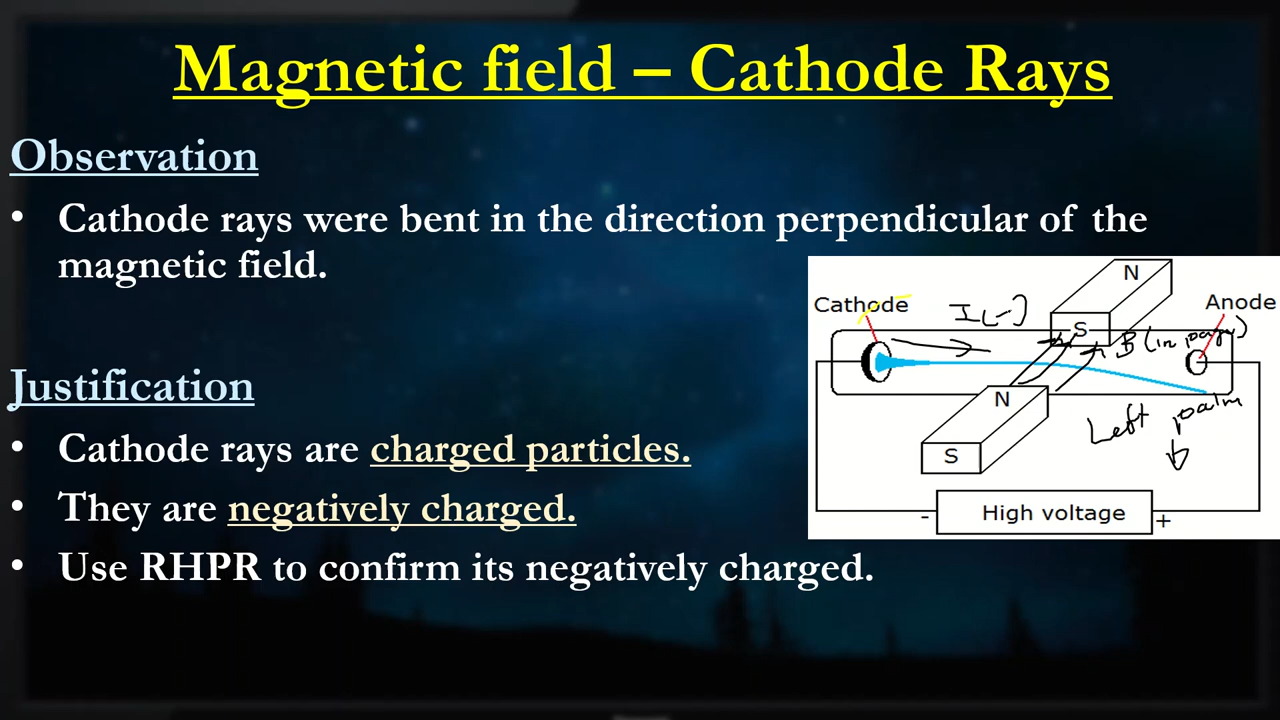 Magnetic field – Cathode Rays
Observation
• Cathode rays were bent in the direction perpendicular of the
magnetic field.
Justification
• Cathode rays are charged particles.
• They are negatively charged.
• Use RHPR to confirm its negatively charged.
N
Cathode
I (-)
Anode
S
B (in page)
N
Left palm
S
- High voltage +